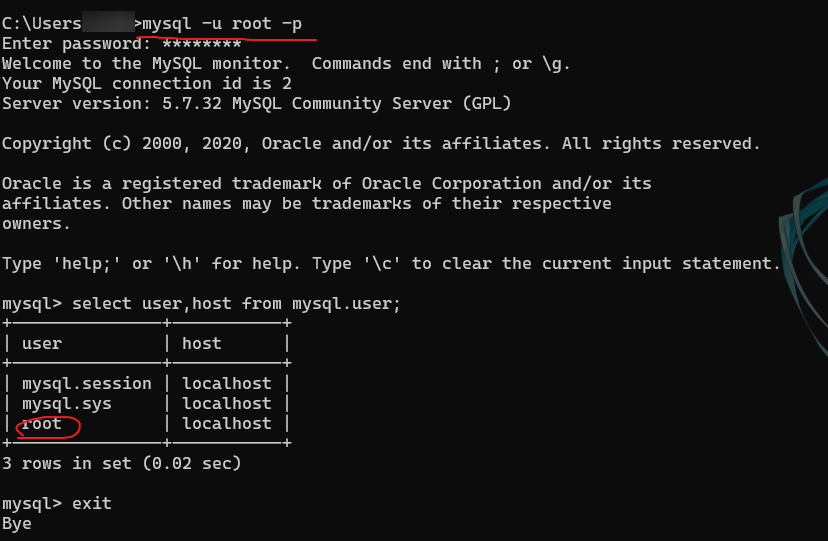 C:\Users >mysql -u root -p
Enter password: ********
Welcome to the MySQL monitor.  Commands end with ; or \g.
Your MySQL connection id is 2
Server version: 5.7.32 MySQL Community Server (GPL)
Copyright (c) 2000, 2020, Oracle and/or its affiliates. All rights reserved.
Oracle is a registered trademark of Oracle Corporation and/or its
affiliates. Other names may be trademarks of their respective
owners.
Type 'help;' or '\h' for help. Type '\c' to clear the current input statement.
mysql> select user,host from mysql.user;
+---------------+-----------+
| user          | host      |
+---------------+-----------+
| mysql.session | localhost |
| mysql.sys     | localhost |
| root          | localhost |
+---------------+-----------+
3 rows in set (0.02 sec)
mysql> exit
Bye